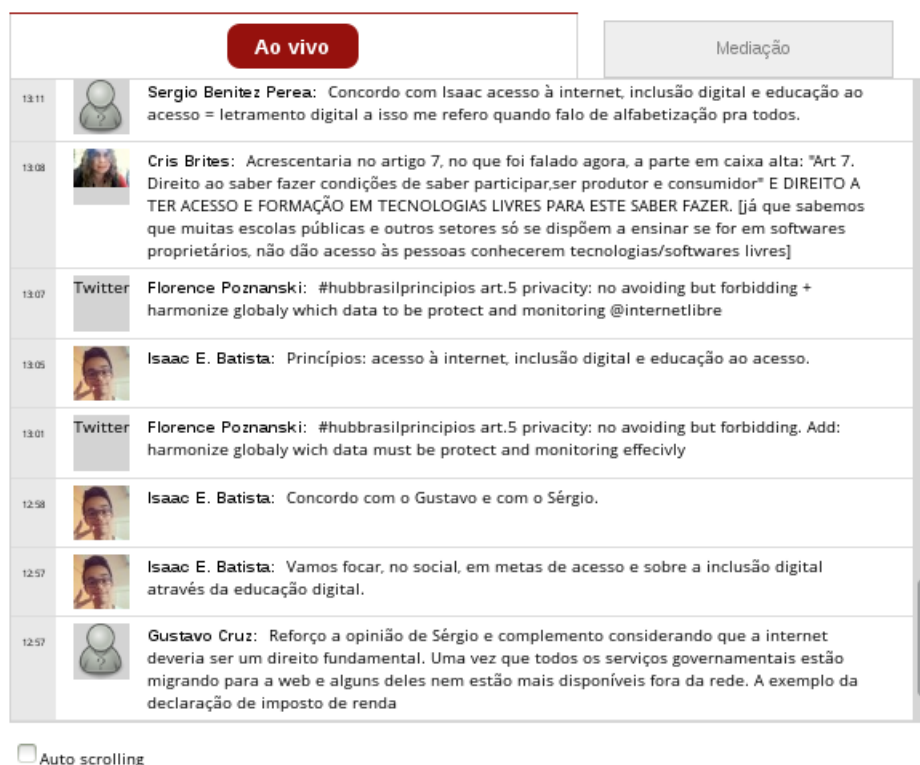 Ao vivo
Mediação
13:11
Sergio Benitez Perea: Concordo com Isaac acesso à internet, inclusão digital e educação ao
acesso = letramento digital a isso me refero quando falo de alfabetização pra todos.
13:08
Cris Brites: Acrescentaria no artigo 7, no que foi falado agora, a parte em caixa alta: "Art 7.
Direito ao saber fazer condições de saber participar,ser produtor e consumidor" E DIREITO A
TER ACESSO E FORMAÇÃO EM TECNOLOGIAS LIVRES PARA ESTE SABER FAZER. [já que sabemos
que muitas escolas públicas e outros setores só se dispõem a ensinar se for em softwares
proprietários, não dão acesso às pessoas conhecerem tecnologias/softwares livres]
13:07
Twitter
Florence Poznanski: #hubbrasilprincipios art.5 privacity: no avoiding but forbidding +
harmonize globaly which data to be protect and monitoring @internetlibre
13:05
Isaac E. Batista: Princípios: acesso à internet, inclusão digital e educação ao acesso.
13:01
Twitter
Florence Poznanski: #hubbrasilprincipios art.5 privacity: no avoiding but forbidding. Add:
harmonize globaly wich data must be protect and monitoring effecivly
12:58
Isaac E. Batista: Concordo com o Gustavo e com o Sérgio.
12:57
Isaac E. Batista: Vamos focar, no social, em metas de acesso e sobre a inclusão digital
através da educação digital.
12:57
Gustavo Cruz: Reforço a opinião de Sérgio e complemento considerando que a internet
deveria ser um direito fundamental. Uma vez que todos os serviços governamentais estão
migrando para a web e alguns deles nem estão mais disponíveis fora da rede. A exemplo da
declaração de imposto de renda
Auto scrolling